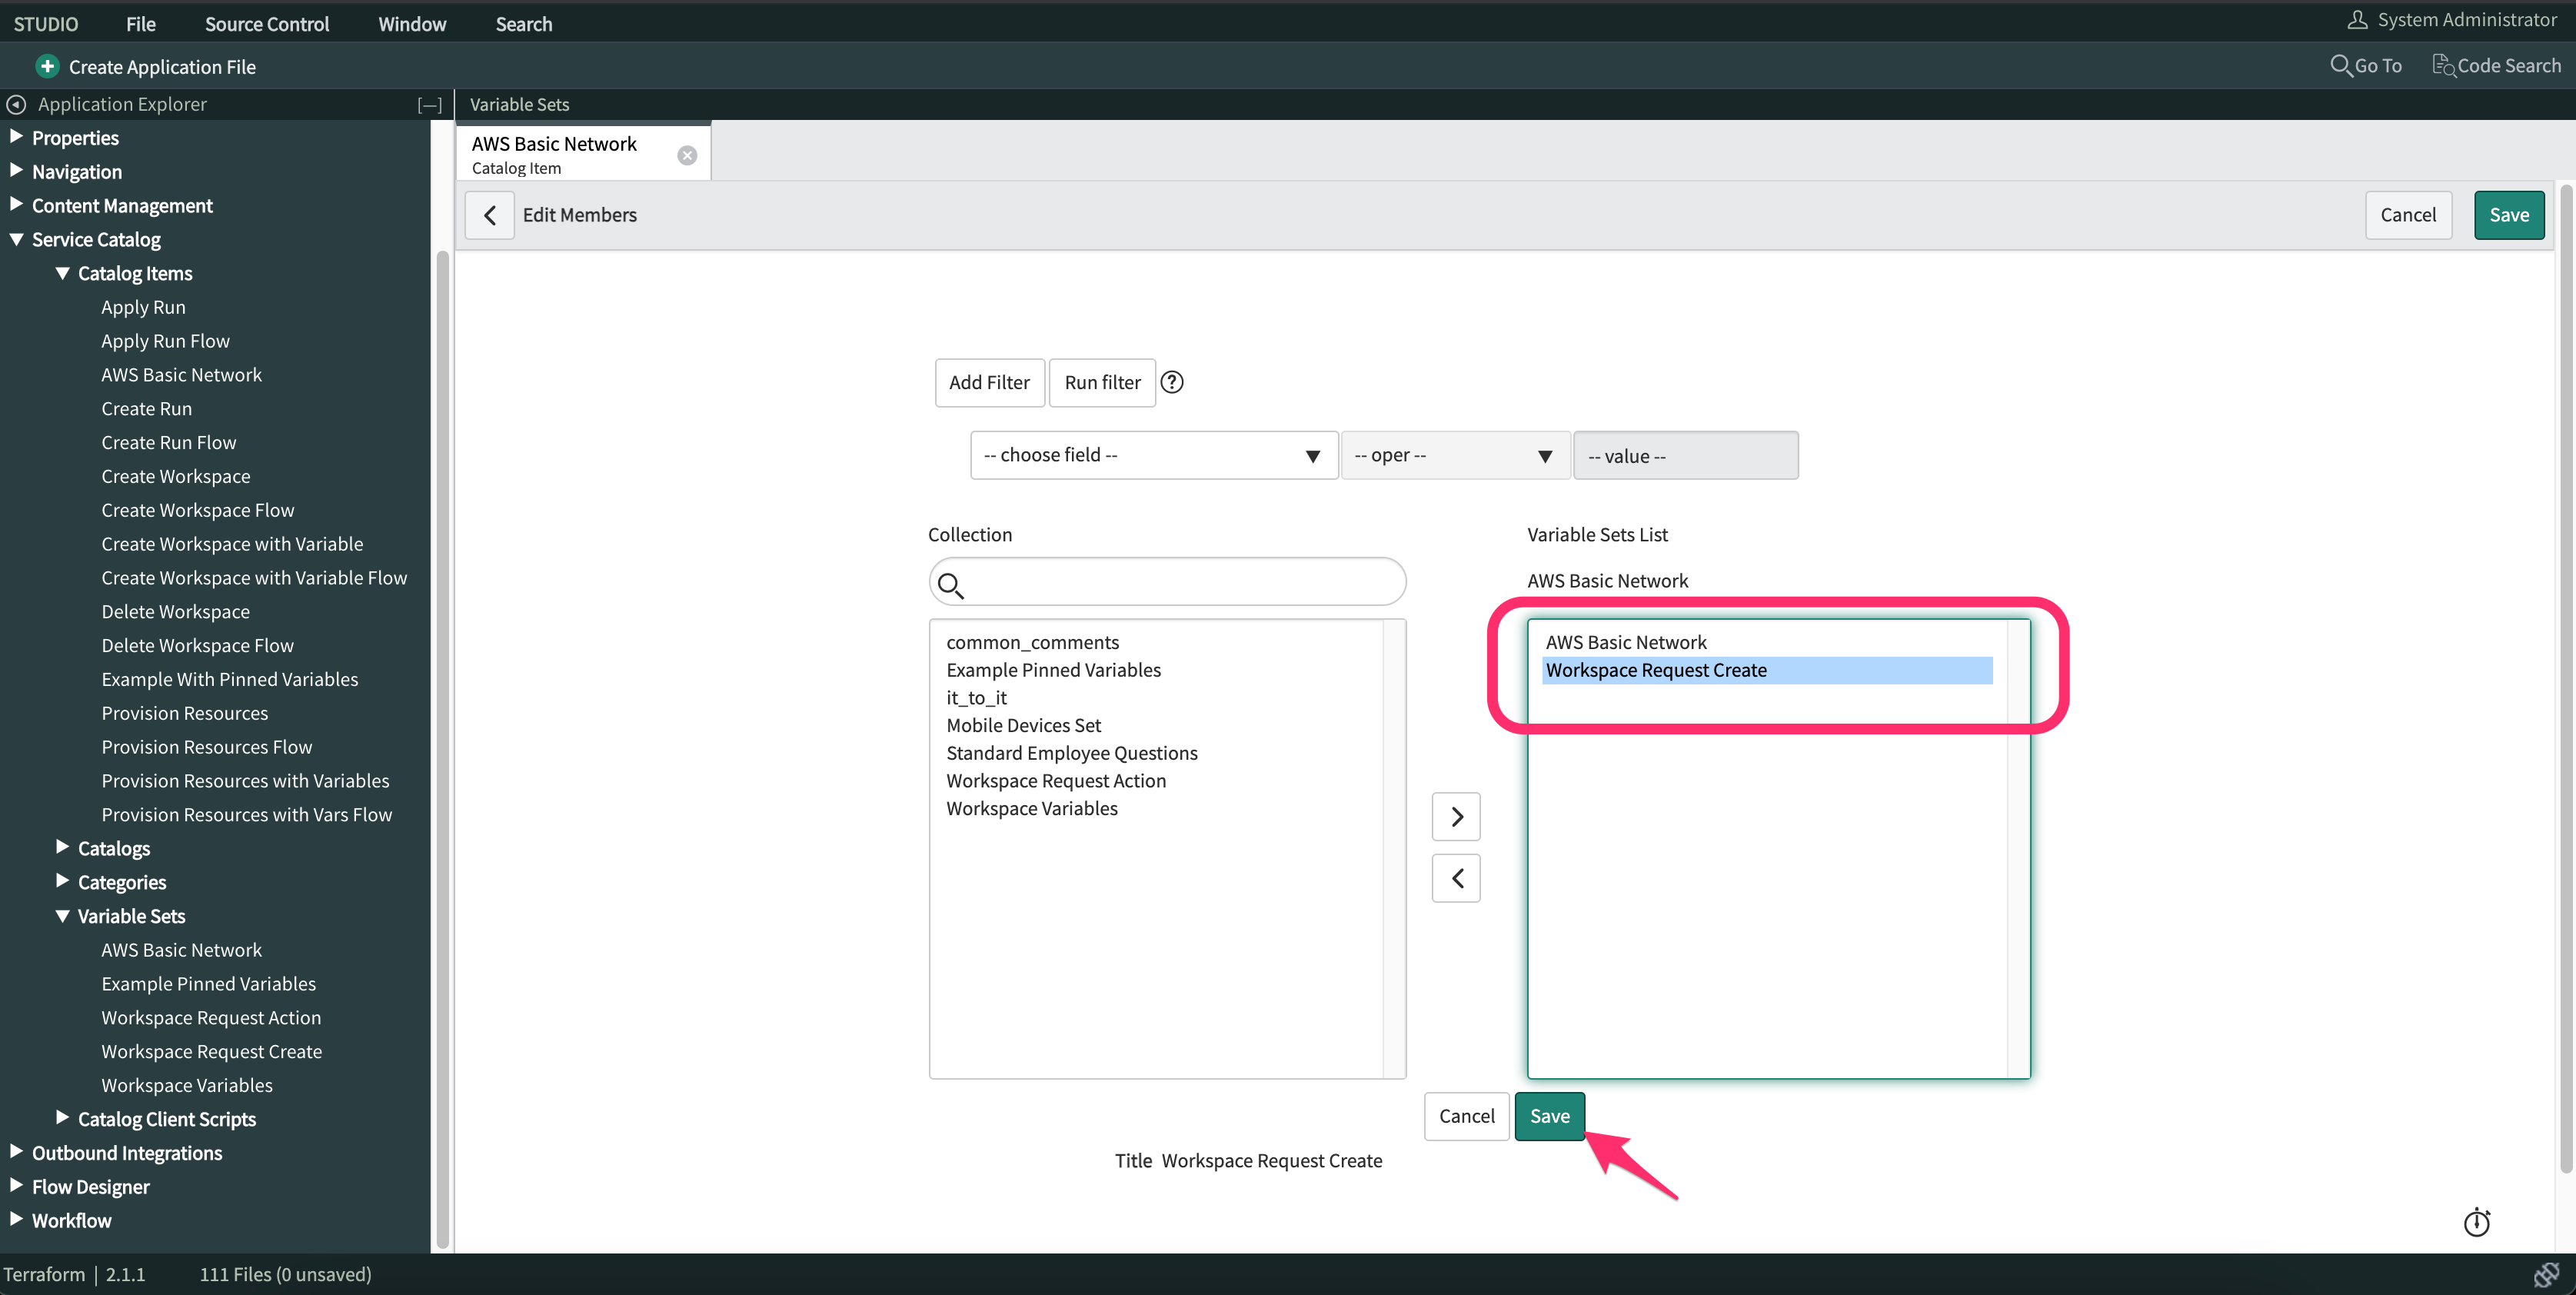 STUDIO File Source Control Window Search System Administrator
Create Application File Go To Code Search
Application Explorer [—] Variable Sets
Properties
Navigation
Content Management
Service Catalog
Catalog Items
Apply Run
Apply Run Flow
AWS Basic Network
Create Run
Create Run Flow
Create Workspace
Create Workspace Flow
Create Workspace with Variable
Create Workspace with Variable Flow
Delete Workspace
Delete Workspace Flow
Example With Pinned Variables
Provision Resources
Provision Resources Flow
Provision Resources with Variables
Provision Resources with Vars Flow
Catalogs
Categories
Variable Sets
AWS Basic Network
Example Pinned Variables
Workspace Request Action
Workspace Request Create
Workspace Variables
Catalog Client Scripts
Outbound Integrations
Flow Designer
Workflow
AWS Basic Network
Catalog Item
Edit Members Cancel Save
Add Filter Run filter ?
-- choose field -- -- oper -- -- value --
Collection
common_comments
Example Pinned Variables
it_to_it
Mobile Devices Set
Standard Employee Questions
Workspace Request Action
Workspace Variables
Variable Sets List
AWS Basic Network
AWS Basic Network
Workspace Request Create
Cancel Save
Title Workspace Request Create
Terraform | 2.1.1 111 Files (0 unsaved)